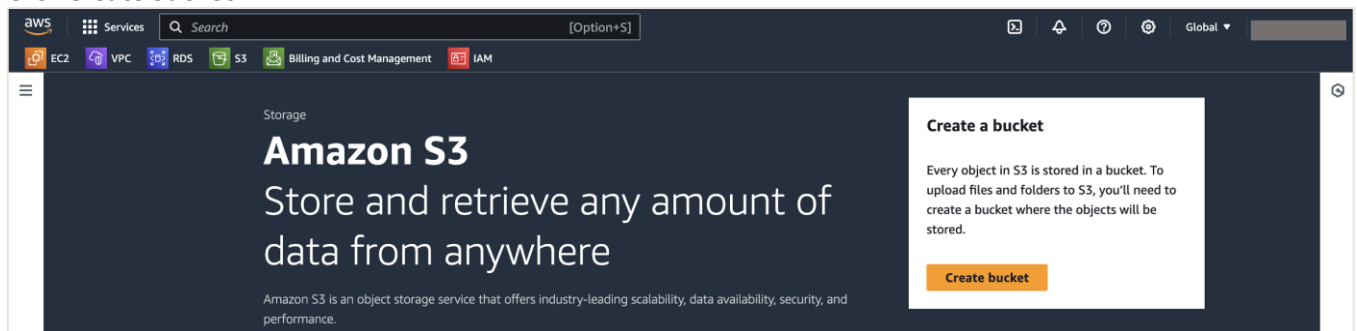 aws Services Search [Option+S] Global ▼
EC2 VPC RDS S3 Billing and Cost Management IAM
Storage
Amazon S3
Store and retrieve any amount of
data from anywhere
Amazon S3 is an object storage service that offers industry-leading scalability, data availability, security, and
performance.
Create a bucket
Every object in S3 is stored in a bucket. To
upload files and folders to S3, you'll need to
create a bucket where the objects will be
stored.
Create bucket